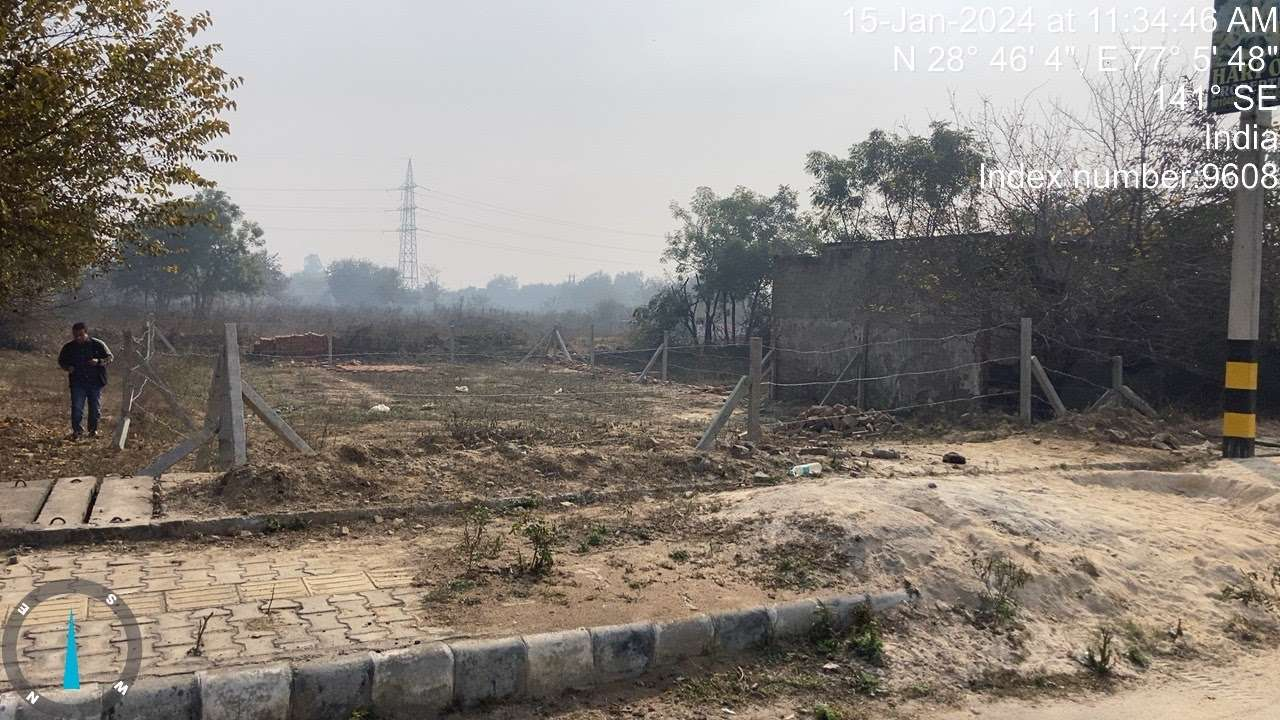 15-Jan-2024 at 11:34:46 AM
N 28° 46' 4", E 77° 5' 48"
141° SE
India
Index number: 9608
HARI O
E
S
N
W